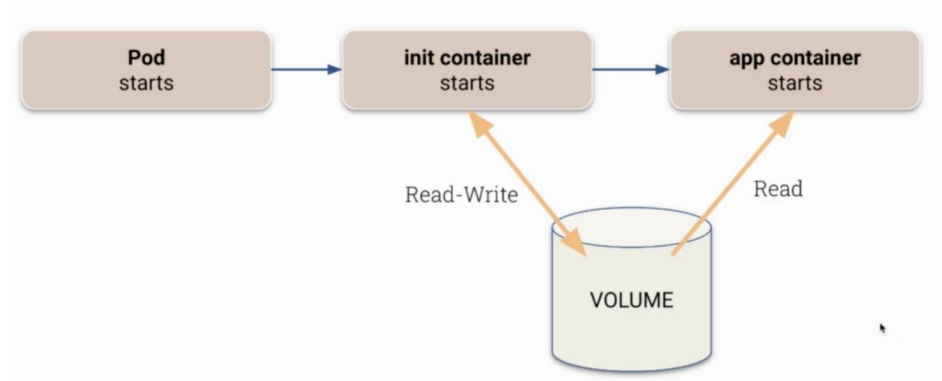 Pod
starts
init container
starts
app container
starts
Read-Write
Read
VOLUME